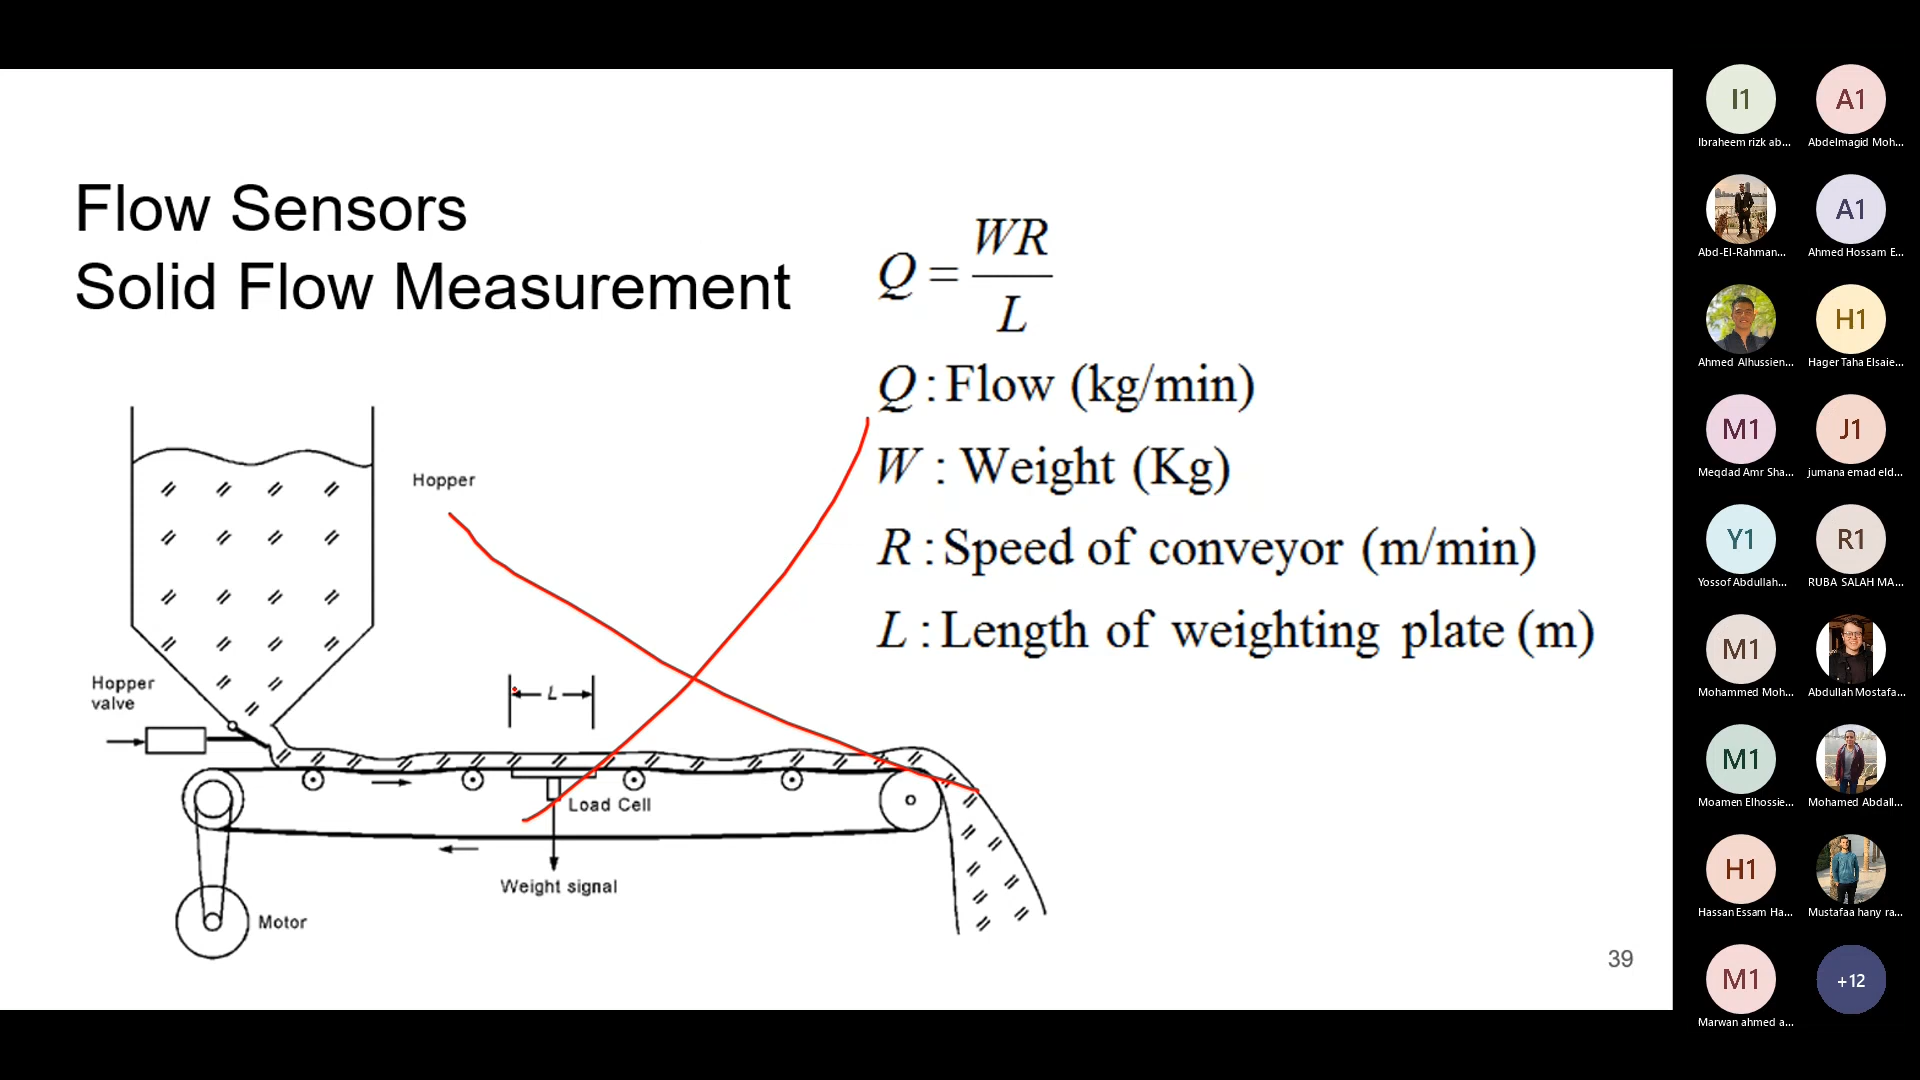 Flow Sensors
Solid Flow Measurement
Q = WR / L
Q : Flow (kg/min)
W : Weight (Kg)
R : Speed of conveyor (m/min)
L : Length of weighting plate (m)
Hopper
Hopper
valve
L
Load Cell
Weight signal
Motor
39
I1
A1
Ibraheem rizk ab...
Abdelmagid Moh...
A1
Abd-El-Rahman...
Ahmed Hossam E...
H1
Ahmed Alhussien...
Hager Taha Elsaie...
M1
J1
Meqdad Amr Sha...
jumana emad eld...
Y1
R1
Yossof Abdullah...
RUBA SALAH MA...
M1
Mohammed Moh...
Abdullah Mostafa...
M1
Moamen Elhossie...
Mohamed Abdall...
H1
Hassan Essam Ha...
Mustafaa hany ra...
M1
+12
Marwan ahmed a...